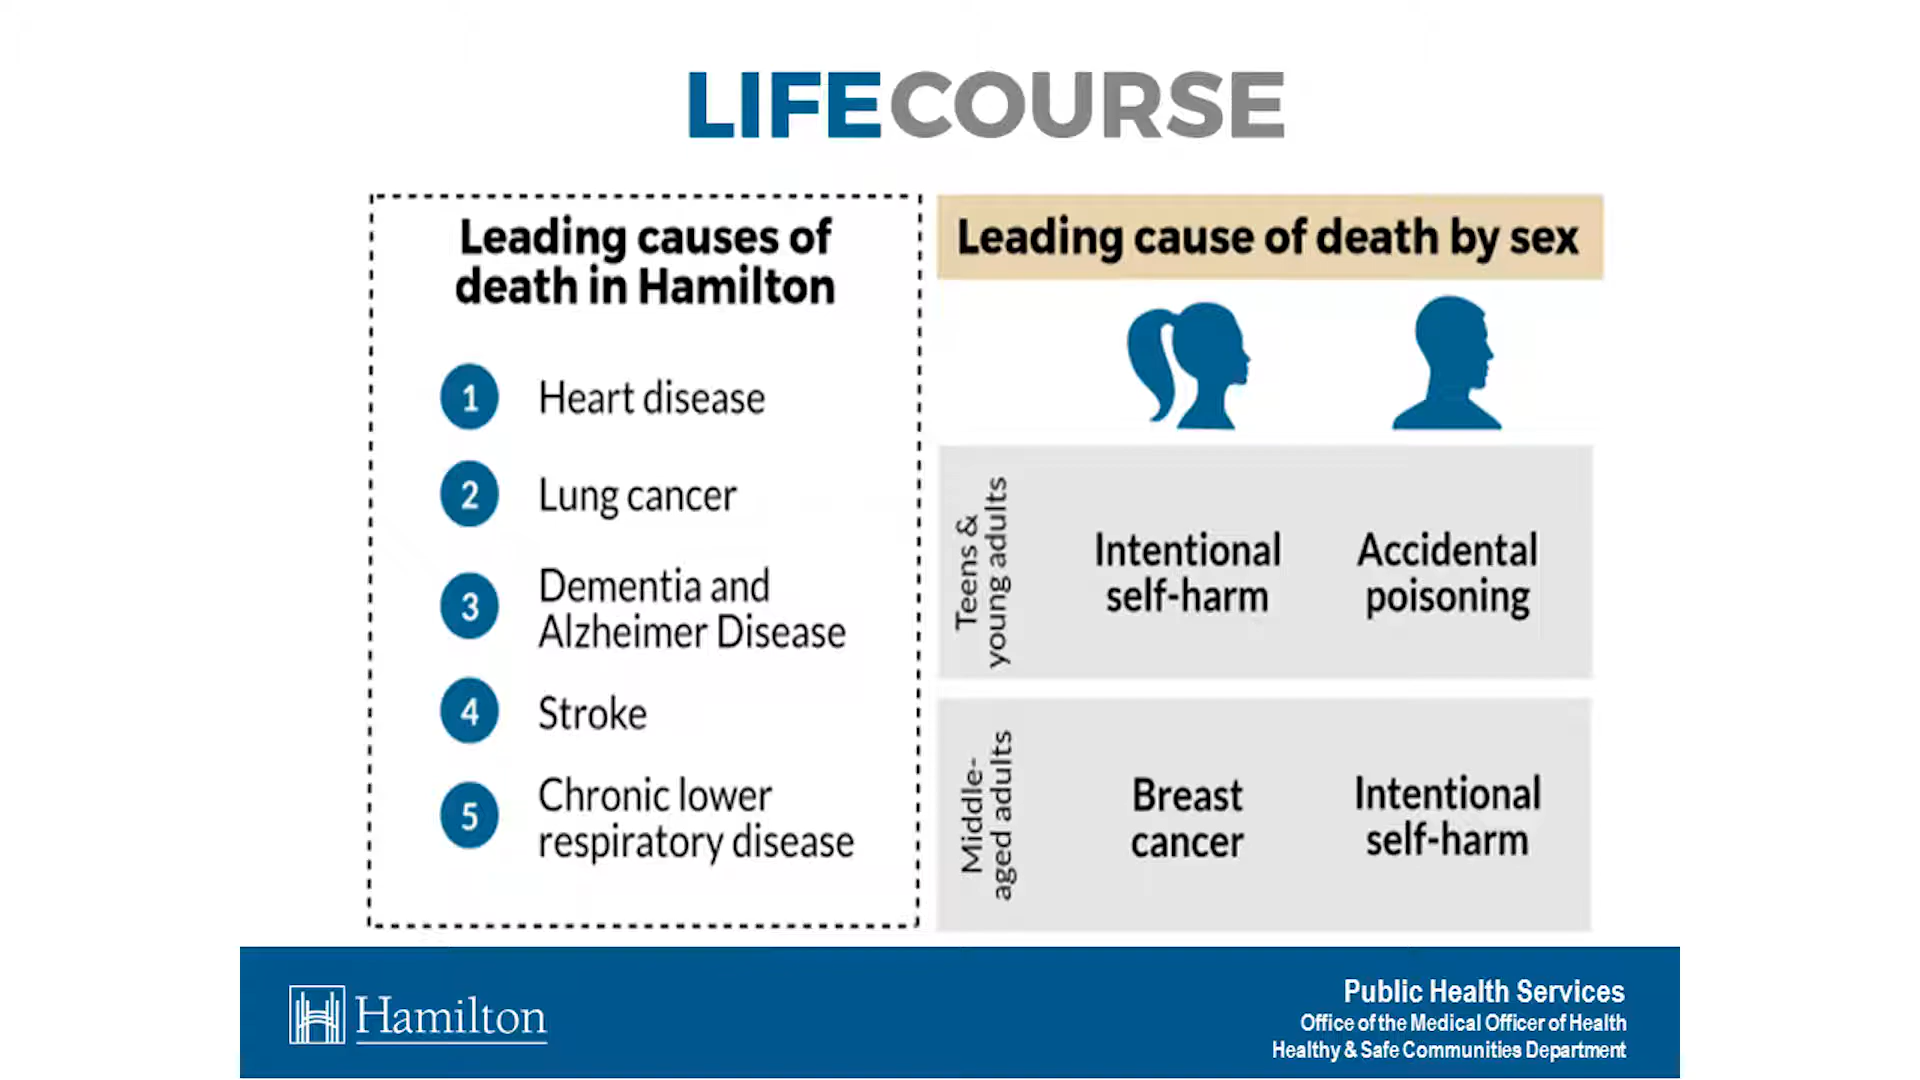 LIFECOURSE
Leading causes of
death in Hamilton
1 Heart disease
2 Lung cancer
3 Dementia and
Alzheimer Disease
4 Stroke
5 Chronic lower
respiratory disease
Leading cause of death by sex
Teens &
young adults
Intentional
self-harm
Accidental
poisoning
Middle-
aged adults
Breast
cancer
Intentional
self-harm
Hamilton
Public Health Services
Office of the Medical Officer of Health
Healthy & Safe Communities Department